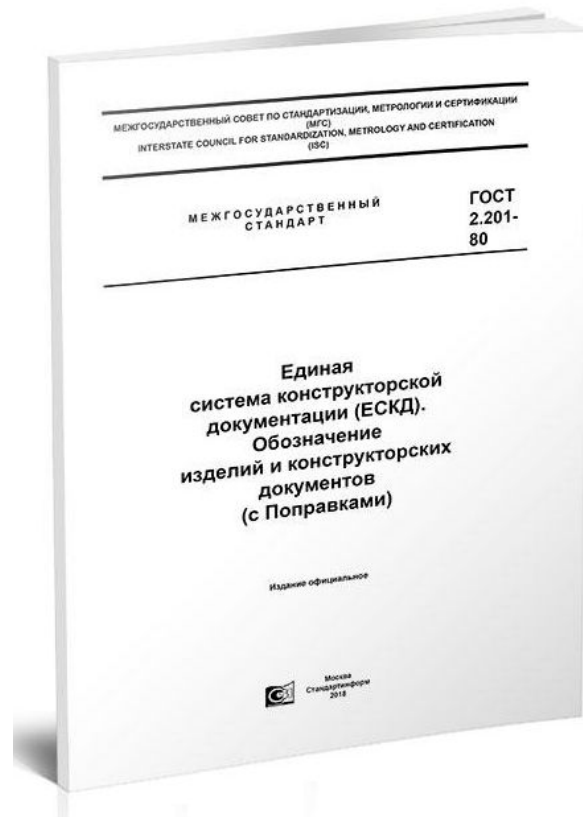 МЕЖГОСУДАРСТВЕННЫЙ СОВЕТ ПО СТАНДАРТИЗАЦИИ, МЕТРОЛОГИИ И СЕРТИФИКАЦИИ
(МГС)
INTERSTATE COUNCIL FOR STANDARDIZATION, METROLOGY AND CERTIFICATION
(ISC)
МЕЖГОСУДАРСТВЕННЫЙ
СТАНДАРТ
ГОСТ
2.201-
80
Единая
система конструкторской
документации (ЕСКД).
Обозначение
изделий и конструкторских
документов
(с Поправками)
Издание официальное
Москва
Стандартинформ
2018